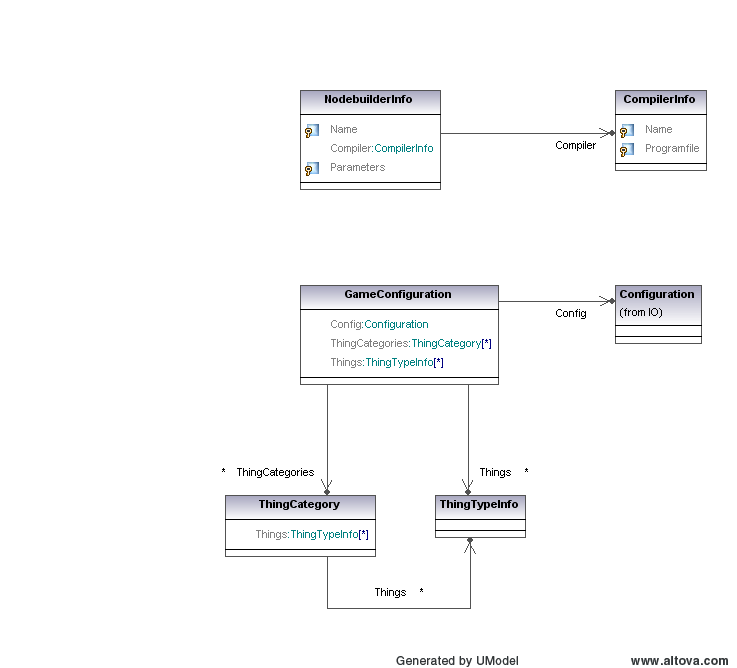 NodebuilderInfo
Name
Compiler:CompilerInfo
Parameters
Compiler
CompilerInfo
Name
Programfile
GameConfiguration
Config:Configuration
ThingCategories:ThingCategory[*]
Things:ThingTypeInfo[*]
Config
Configuration
(from IO)
* ThingCategories
Things *
ThingCategory
Things:ThingTypeInfo[*]
ThingTypeInfo
Things *
Generated by UModel www.altova.com